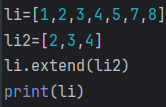 li=[1,2,3,4,5,7,8]
li2=[2,3,4]
li.extend(li2)
print(li)